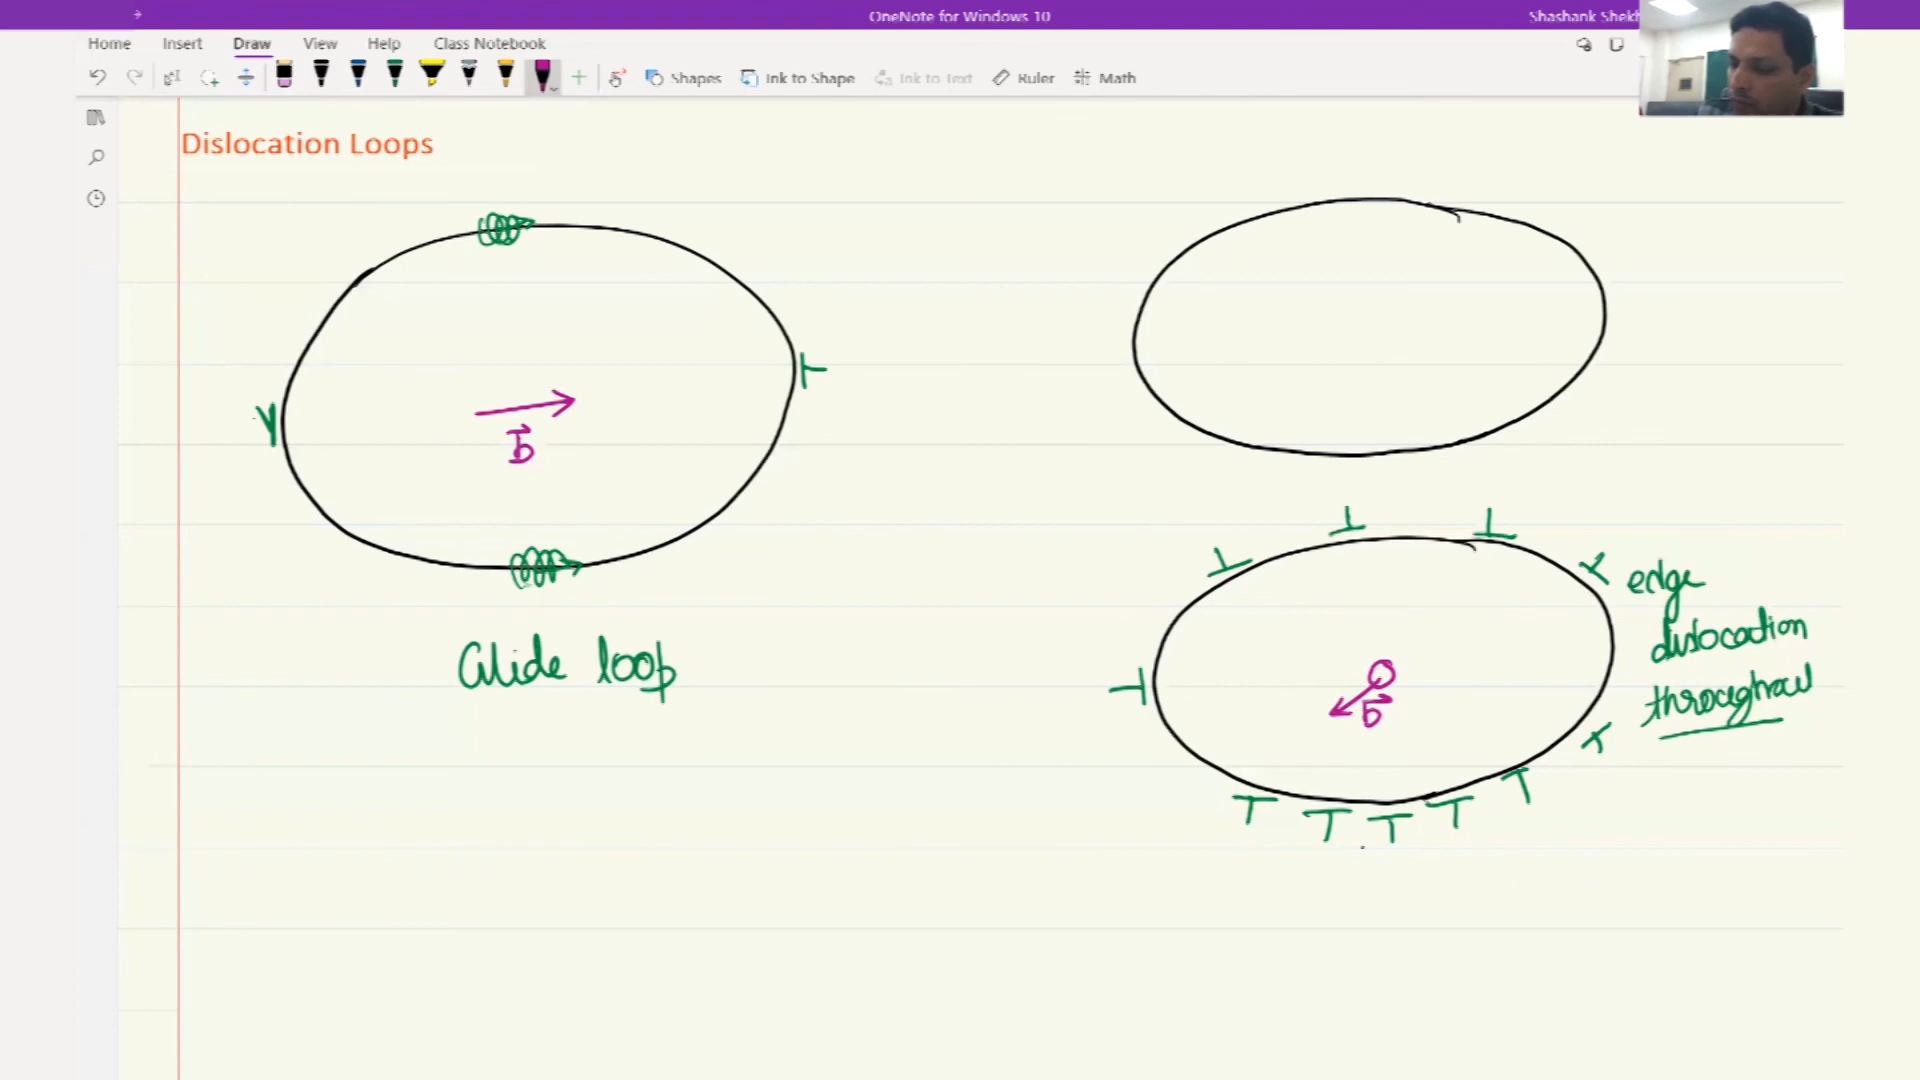 OneNote for Windows 10
Shashank Shekh
Home Insert Draw View Help Class Notebook
Shapes Ink to Shape Ink to Text Ruler Math
Dislocation Loops
b
Glide loop
edge
dislocation
throughout
b